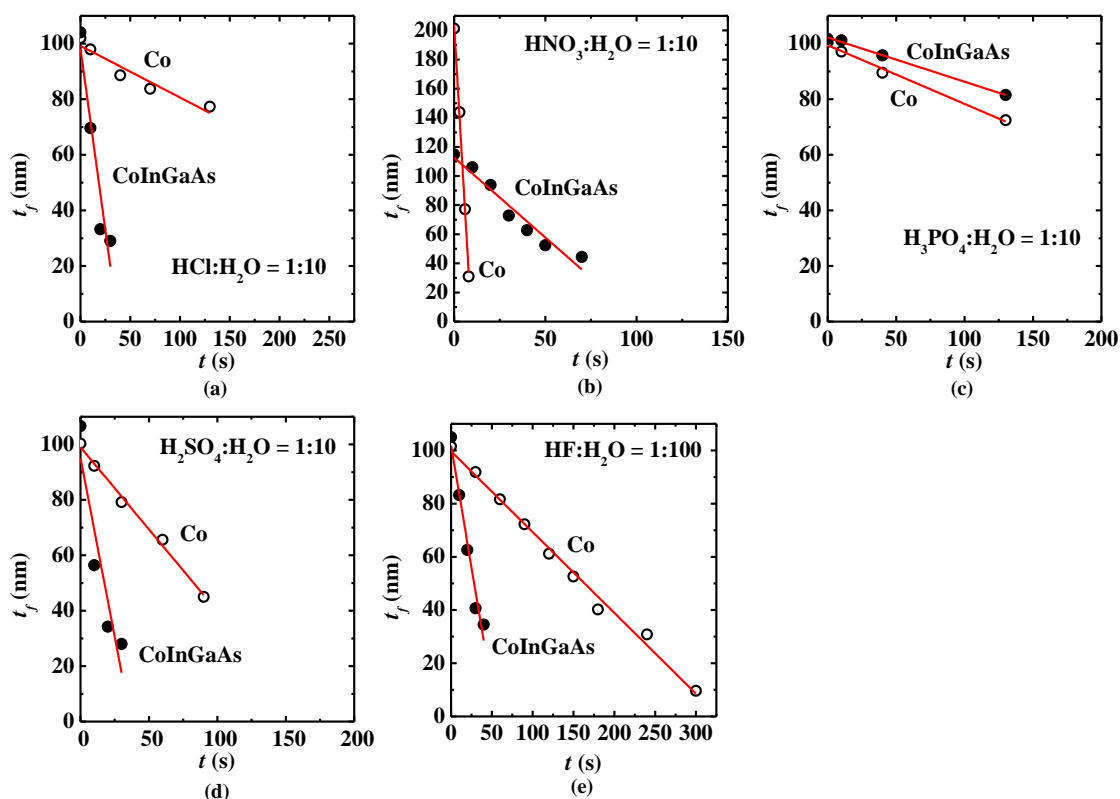 100
80
60
40
20
0
t_f (nm)
Co
CoInGaAs
HCl:H₂O = 1:10
0 50 100 150 200 250
t (s)
(a)
200
180
160
140
120
100
80
60
40
20
0
t_f (nm)
HNO₃:H₂O = 1:10
CoInGaAs
Co
0 50 100 150
t (s)
(b)
100
80
60
40
20
0
t_f (nm)
CoInGaAs
Co
H₃PO₄:H₂O = 1:10
0 50 100 150 200
t (s)
(c)
100
80
60
40
20
0
t_f (nm)
H₂SO₄:H₂O = 1:10
Co
CoInGaAs
0 50 100 150 200
t (s)
(d)
100
80
60
40
20
0
t_f (nm)
HF:H₂O = 1:100
Co
CoInGaAs
0 50 100 150 200 250 300
t (s)
(e)